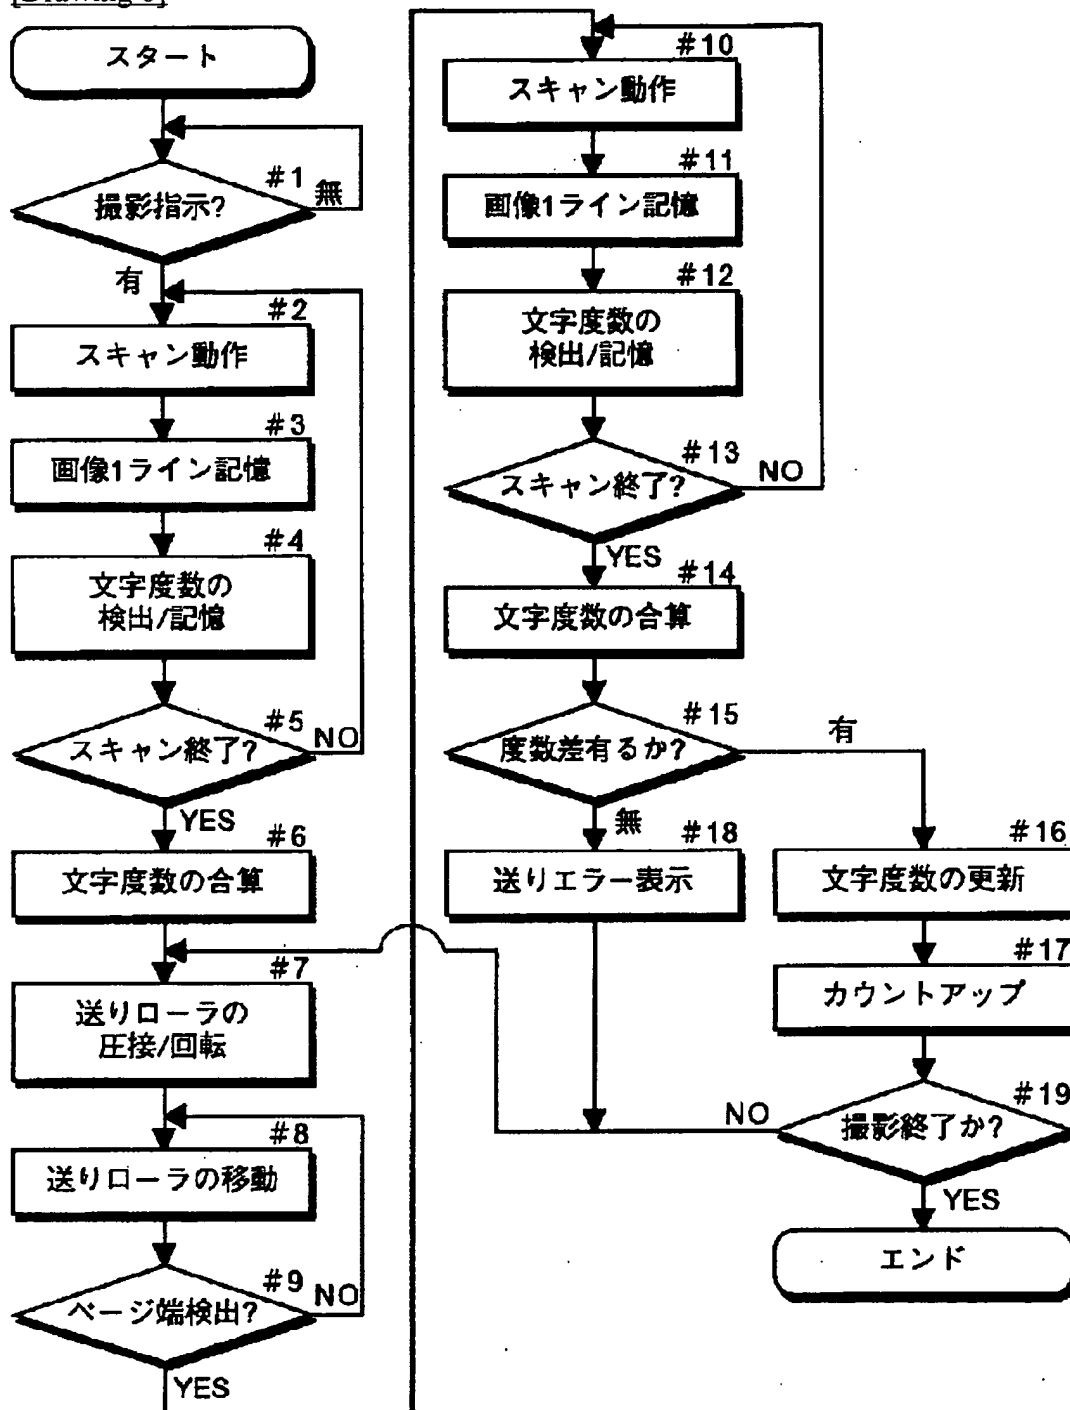 スタート
#1
撮影指示?
無
有
#2
スキャン動作
#3
画像1ライン記憶
#4
文字度数の
検出/記憶
#5
スキャン終了?
NO
YES
#6
文字度数の合算
#7
送りローラの
圧接/回転
#8
送りローラの移動
#9
ページ端検出?
NO
YES
#10
スキャン動作
#11
画像1ライン記憶
#12
文字度数の
検出/記憶
#13
スキャン終了?
NO
YES
#14
文字度数の合算
#15
度数差有るか?
有
無
#18
送りエラー表示
#16
文字度数の更新
#17
カウントアップ
#19
撮影終了か?
NO
YES
エンド